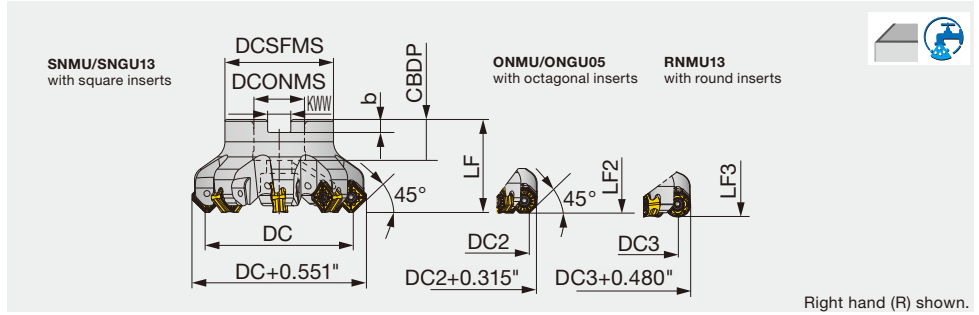 DCSFMS
SNMU/SNGU13
with square inserts
DCONMS
KWW
b
CBDP
ONMU/ONGU05
with octagonal inserts
RNMU13
with round inserts
LF
45°
45°
LF2
LF3
DC
DC2
DC3
DC+0.551"
DC2+0.315"
DC3+0.480"
Right hand (R) shown.